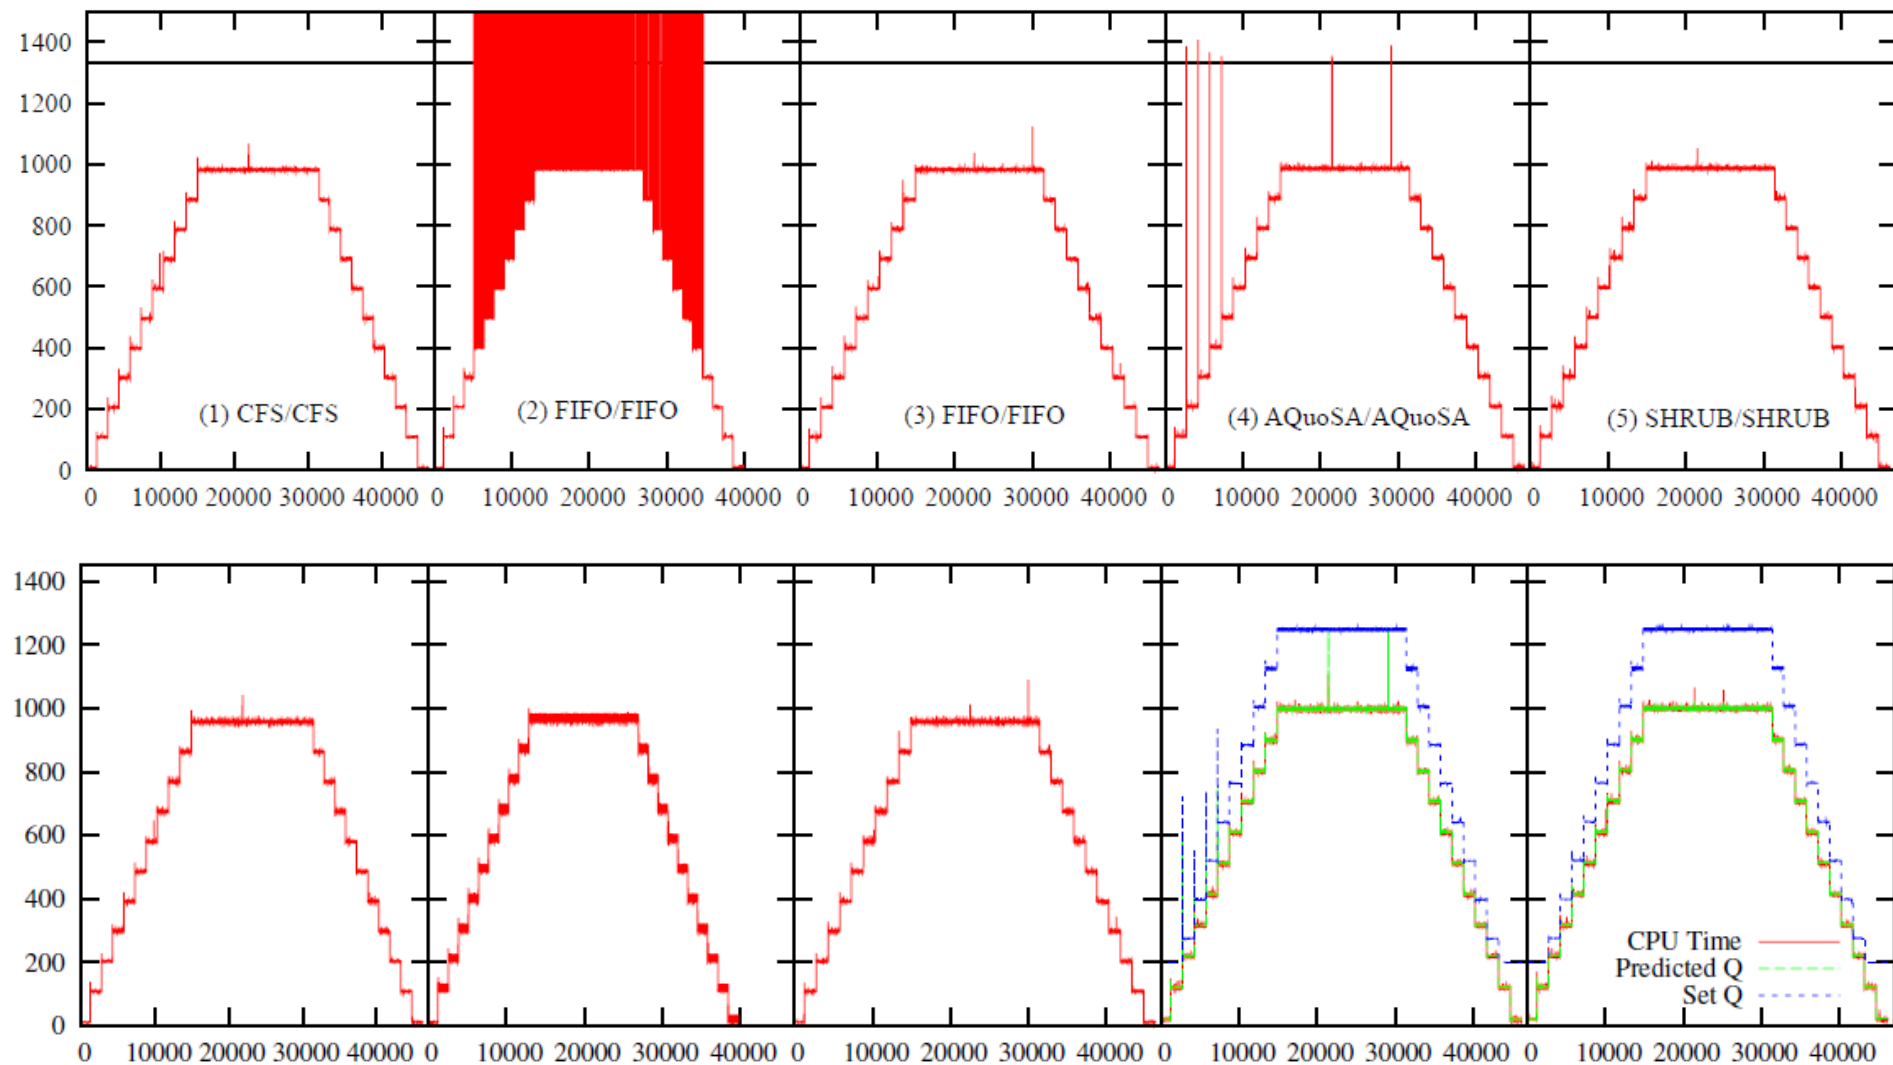 1400
1200
1000
800
600
400
200
0
(1) CFS/CFS
(2) FIFO/FIFO
(3) FIFO/FIFO
(4) AQuoSA/AQuoSA
(5) SHRUB/SHRUB
0 10000 20000 30000 40000 0 10000 20000 30000 40000 0 10000 20000 30000 40000 0 10000 20000 30000 40000 0 10000 20000 30000 40000
1400
1200
1000
800
600
400
200
0
CPU Time
Predicted Q
Set Q
0 10000 20000 30000 40000 0 10000 20000 30000 40000 0 10000 20000 30000 40000 0 10000 20000 30000 40000 0 10000 20000 30000 40000